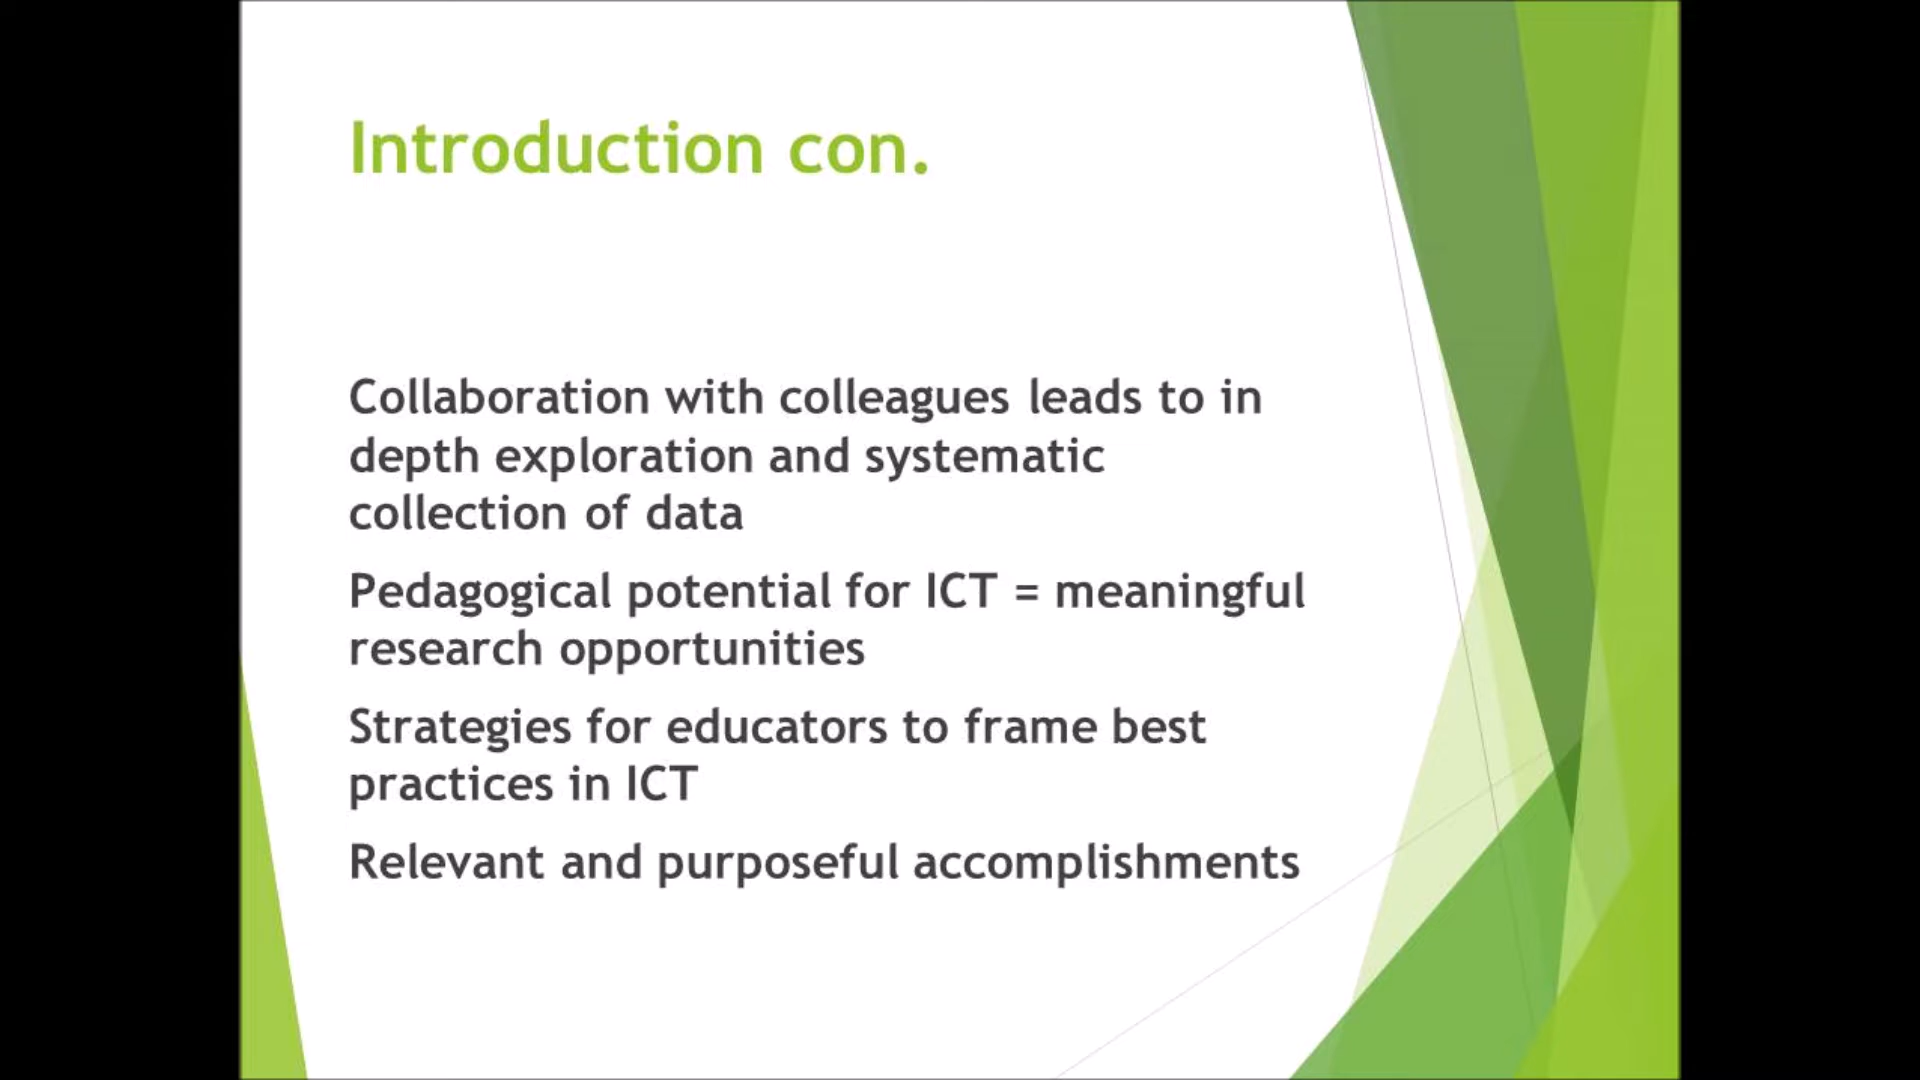 Introduction con.
Collaboration with colleagues leads to in
depth exploration and systematic
collection of data
Pedagogical potential for ICT = meaningful
research opportunities
Strategies for educators to frame best
practices in ICT
Relevant and purposeful accomplishments